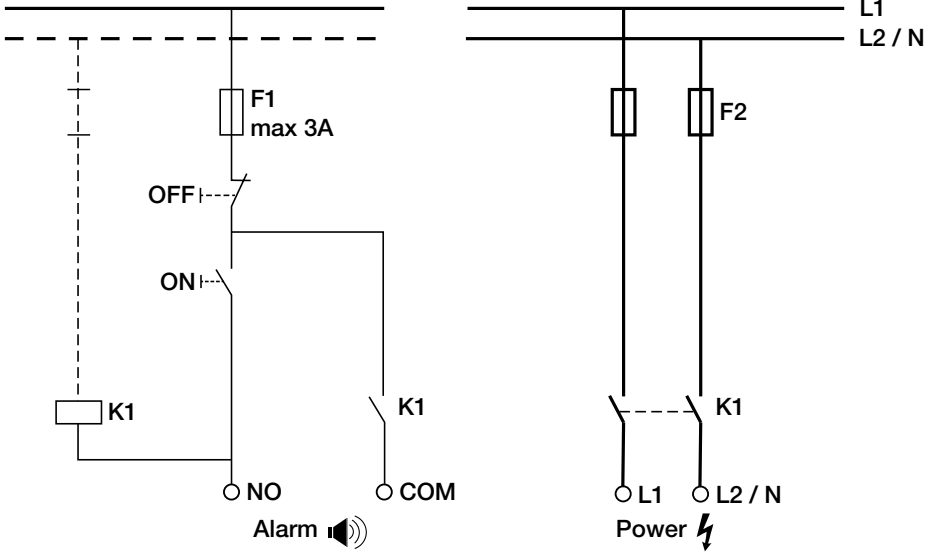 L1
L2 / N
F1
max 3A
F2
OFF
ON
K1
K1
K1
NO
COM
L1
L2 / N
Alarm
Power